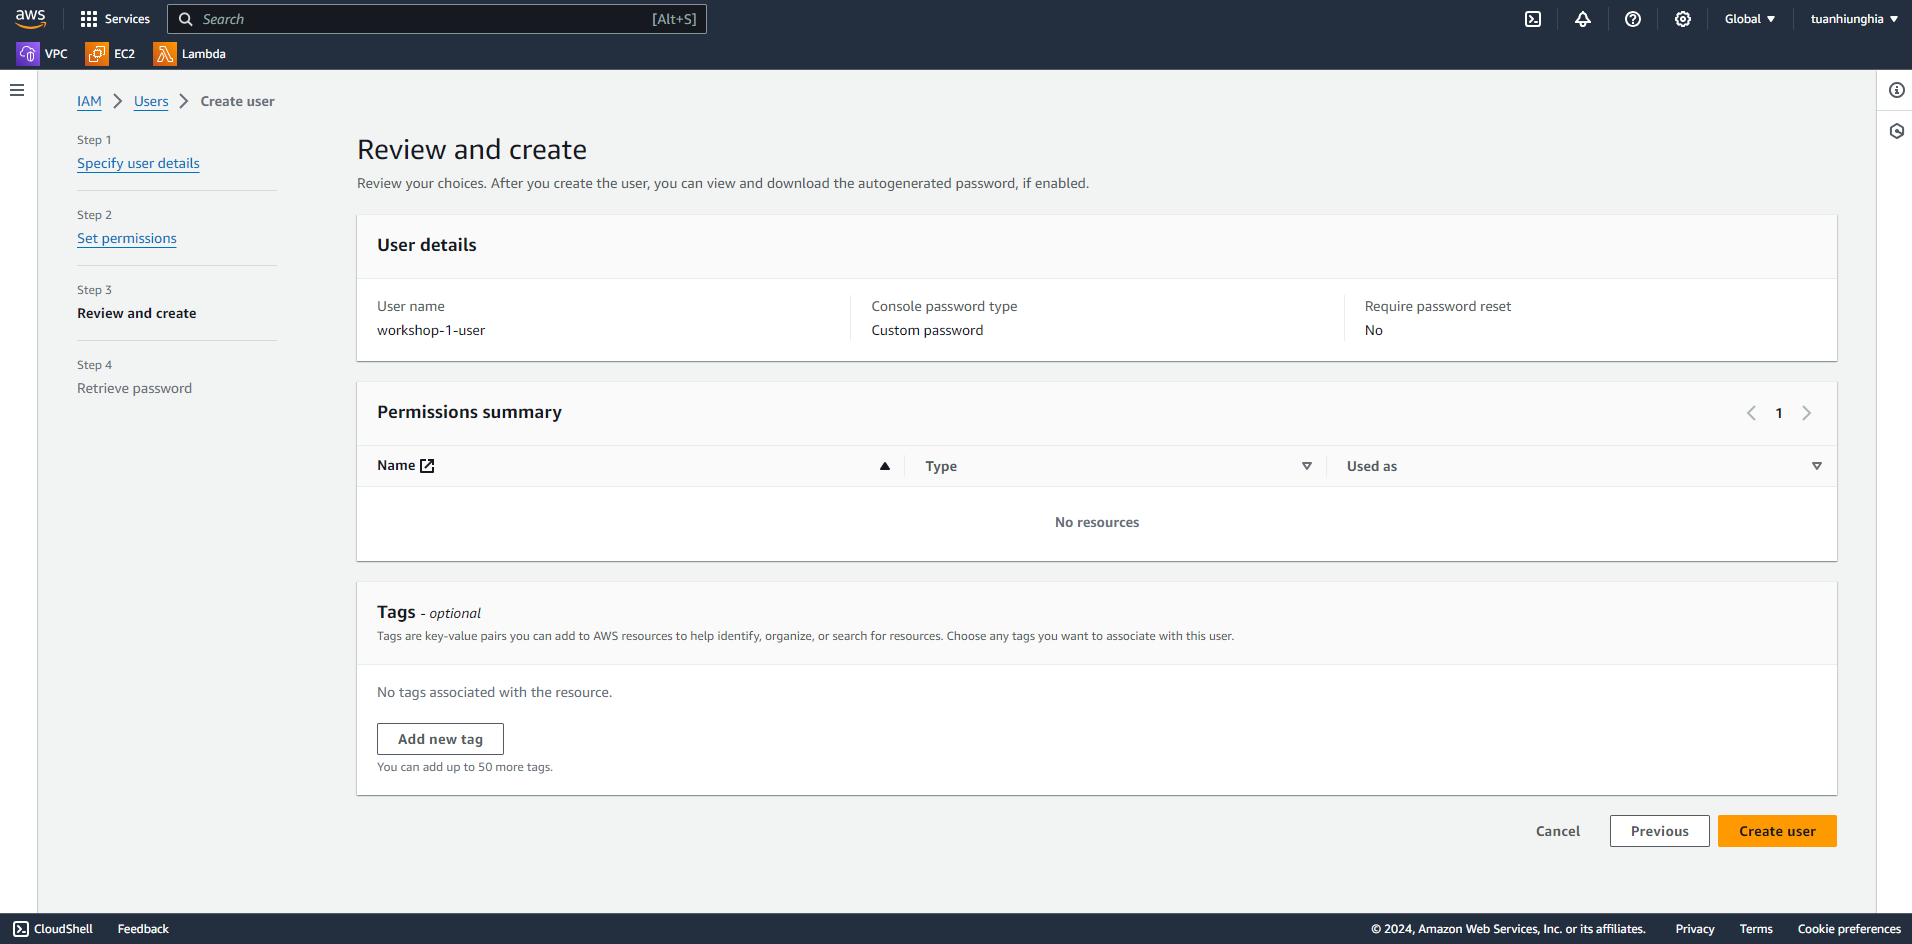 aws
Services
Search
[Alt+S]
Global
tuanhiunghia
VPC
EC2
Lambda
IAM
Users
Create user
Step 1
Specify user details
Step 2
Set permissions
Step 3
Review and create
Step 4
Retrieve password
Review and create
Review your choices. After you create the user, you can view and download the autogenerated password, if enabled.
User details
User name
workshop-1-user
Console password type
Custom password
Require password reset
No
Permissions summary
1
Name
Type
Used as
No resources
Tags - optional
Tags are key-value pairs you can add to AWS resources to help identify, organize, or search for resources. Choose any tags you want to associate with this user.
No tags associated with the resource.
Add new tag
You can add up to 50 more tags.
Cancel
Previous
Create user
CloudShell
Feedback
© 2024, Amazon Web Services, Inc. or its affiliates.
Privacy
Terms
Cookie preferences